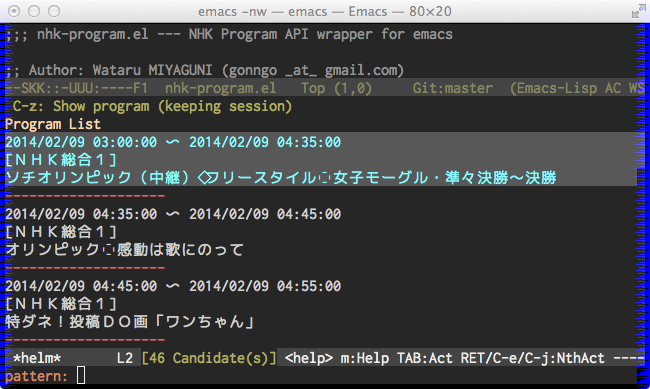 emacs -nw — emacs — Emacs — 80×20
;;; nhk-program.el --- NHK Program API wrapper for emacs
;; Author: Wataru MIYAGUNI (gonngo _at_ gmail.com)
--SKK::-UUU:----F1  nhk-program.el   Top (1,0)     Git:master  (Emacs-Lisp AC WS
C-z: Show program (keeping session)
Program List
2014/02/09 03:00:00 〜 2014/02/09 04:35:00
[ＮＨＫ総合１]
ソチオリンピック（中継）◇フリースタイル◌女子モーグル・準々決勝～決勝
--------------------
2014/02/09 04:35:00 〜 2014/02/09 04:45:00
[ＮＨＫ総合１]
オリンピック◌感動は歌にのって
--------------------
2014/02/09 04:45:00 〜 2014/02/09 04:55:00
[ＮＨＫ総合１]
特ダネ！投稿ＤＯ画「ワンちゃん」
--------------------
*helm*       L2 [46 Candidate(s)] <help> m:Help TAB:Act RET/C-e/C-j:NthAct ----
pattern: